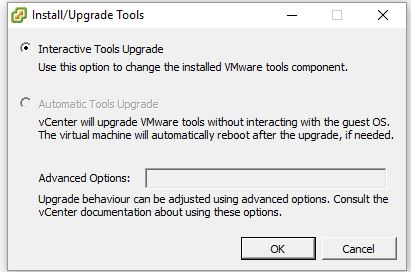 Install/Upgrade Tools
Interactive Tools Upgrade
Use this option to change the installed VMware tools component.
Automatic Tools Upgrade
vCenter will upgrade VMware tools without interacting with the guest OS.
The virtual machine will automatically reboot after the upgrade, if needed.
Advanced Options:
Upgrade behaviour can be adjusted using advanced options. Consult the
vCenter documentation about using these options.
OK
Cancel